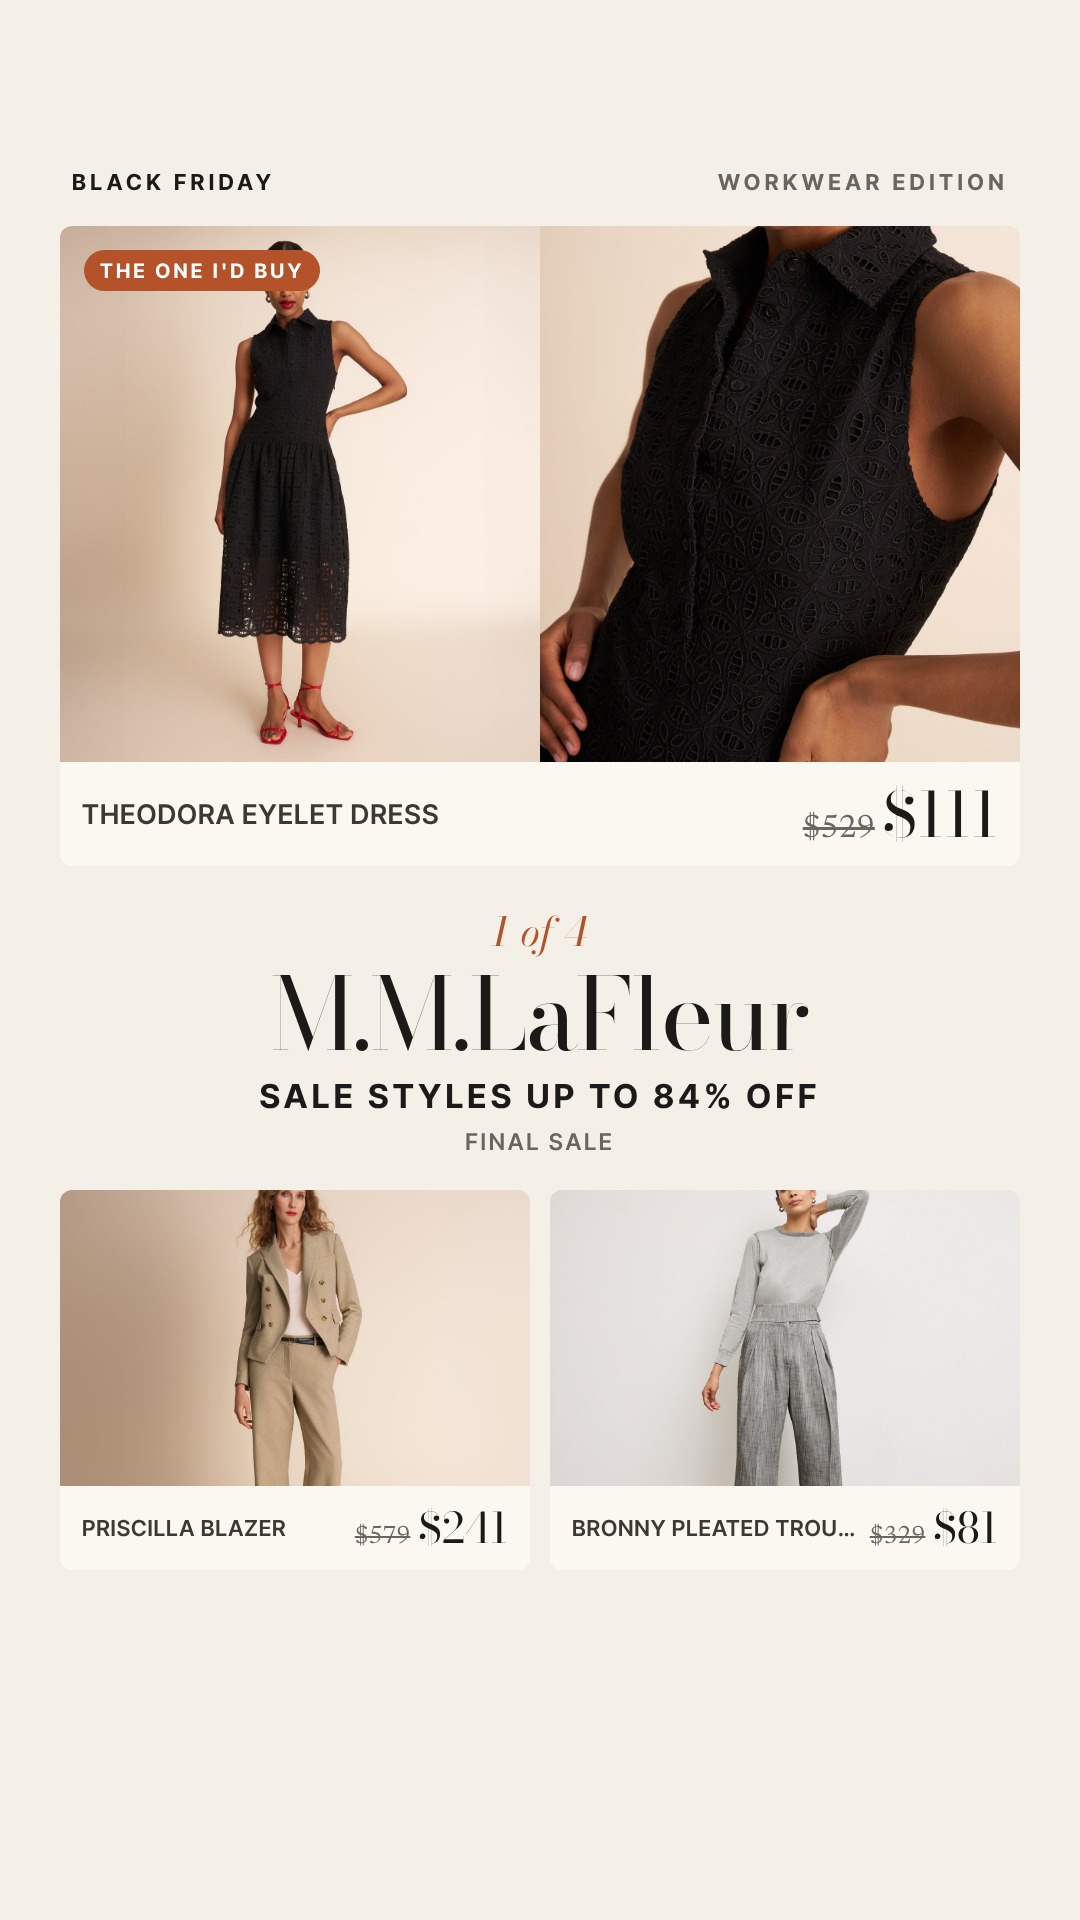 BLACK FRIDAY
WORKWEAR EDITION
THE ONE I'D BUY
THEODORA EYELET DRESS
$529 $111
1 of 4
M.M.LaFleur
SALE STYLES UP TO 84% OFF
FINAL SALE
PRISCILLA BLAZER
$579 $241
BRONNY PLEATED TROU...
$329 $81